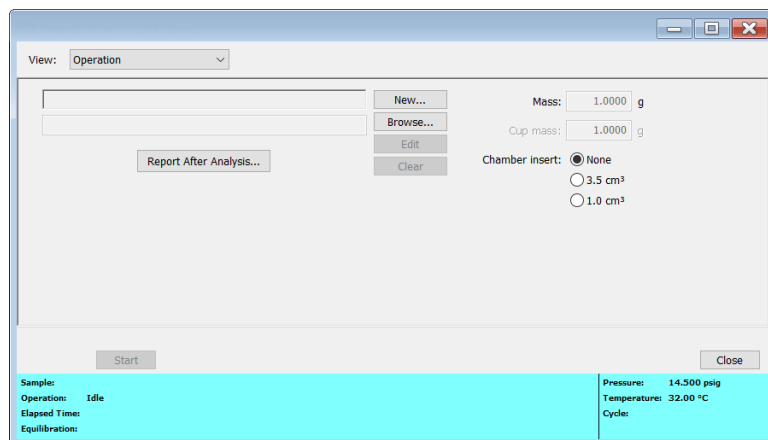 View: Operation
New...
Browse...
Edit
Clear
Report After Analysis...
Mass: 1.0000 g
Cup mass: 1.0000 g
Chamber insert: None
3.5 cm³
1.0 cm³
Start
Close
Sample:
Operation: Idle
Elapsed Time:
Equilibration:
Pressure: 14.500 psig
Temperature: 32.00 °C
Cycle: